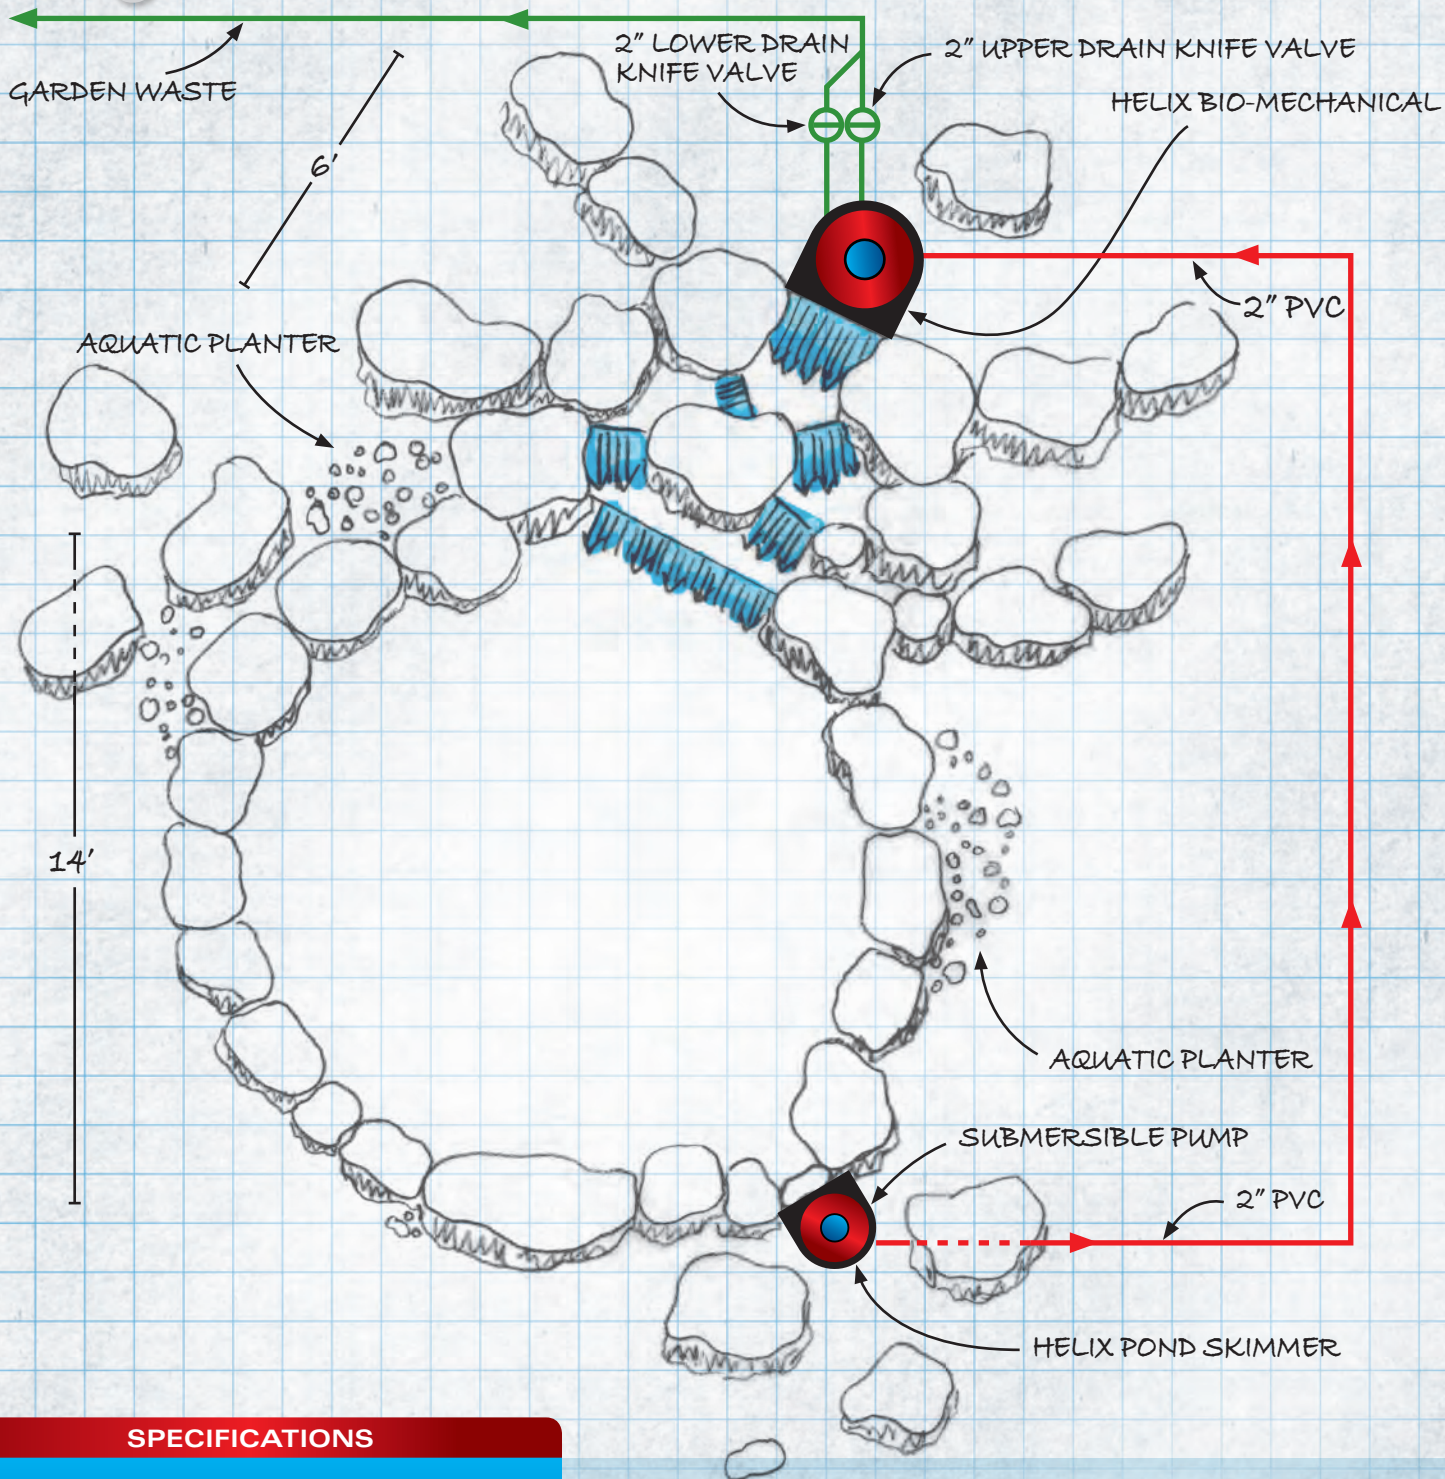 2" LOWER DRAIN
KNIFE VALVE
2" UPPER DRAIN KNIFE VALVE
GARDEN WASTE
HELIX BIO-MECHANICAL
6'
2" PVC
AQUATIC PLANTER
14'
AQUATIC PLANTER
SUBMERSIBLE PUMP
2" PVC
HELIX POND SKIMMER
SPECIFICATIONS